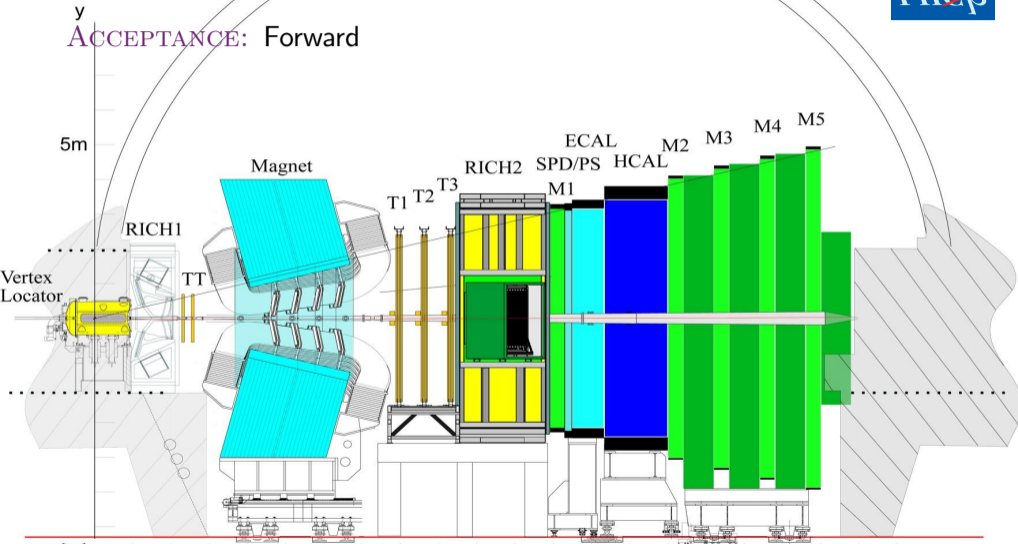 y
ACCEPTANCE: Forward
5m
Magnet
RICH1
Vertex
Locator
TT
T1 T2 T3
RICH2
SPD/PS
M1
ECAL
HCAL
M2
M3
M4
M5